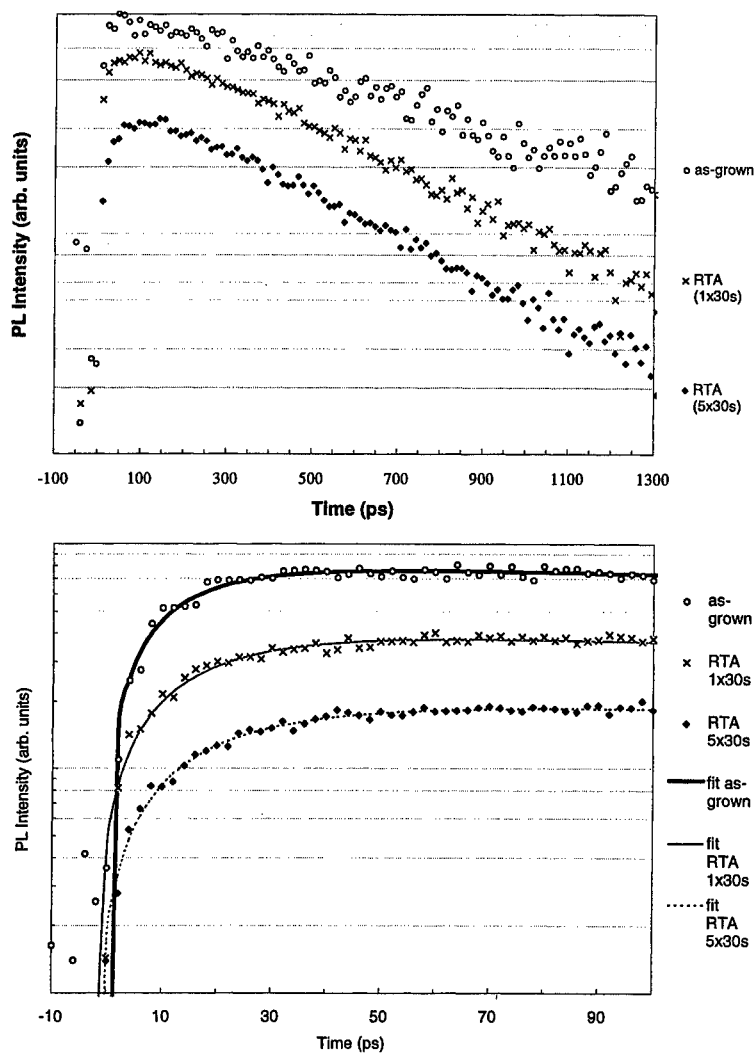 PL Intensity (arb. units)
as-grown
RTA
(1x30s)
RTA
(5x30s)
-100 100 300 500 700 900 1100 1300
Time (ps)
PL Intensity (arb. units)
as-
grown
RTA
1x30s
RTA
5x30s
fit as-
grown
fit
RTA
1x30s
fit
RTA
5x30s
-10 10 30 50 70 90
Time (ps)